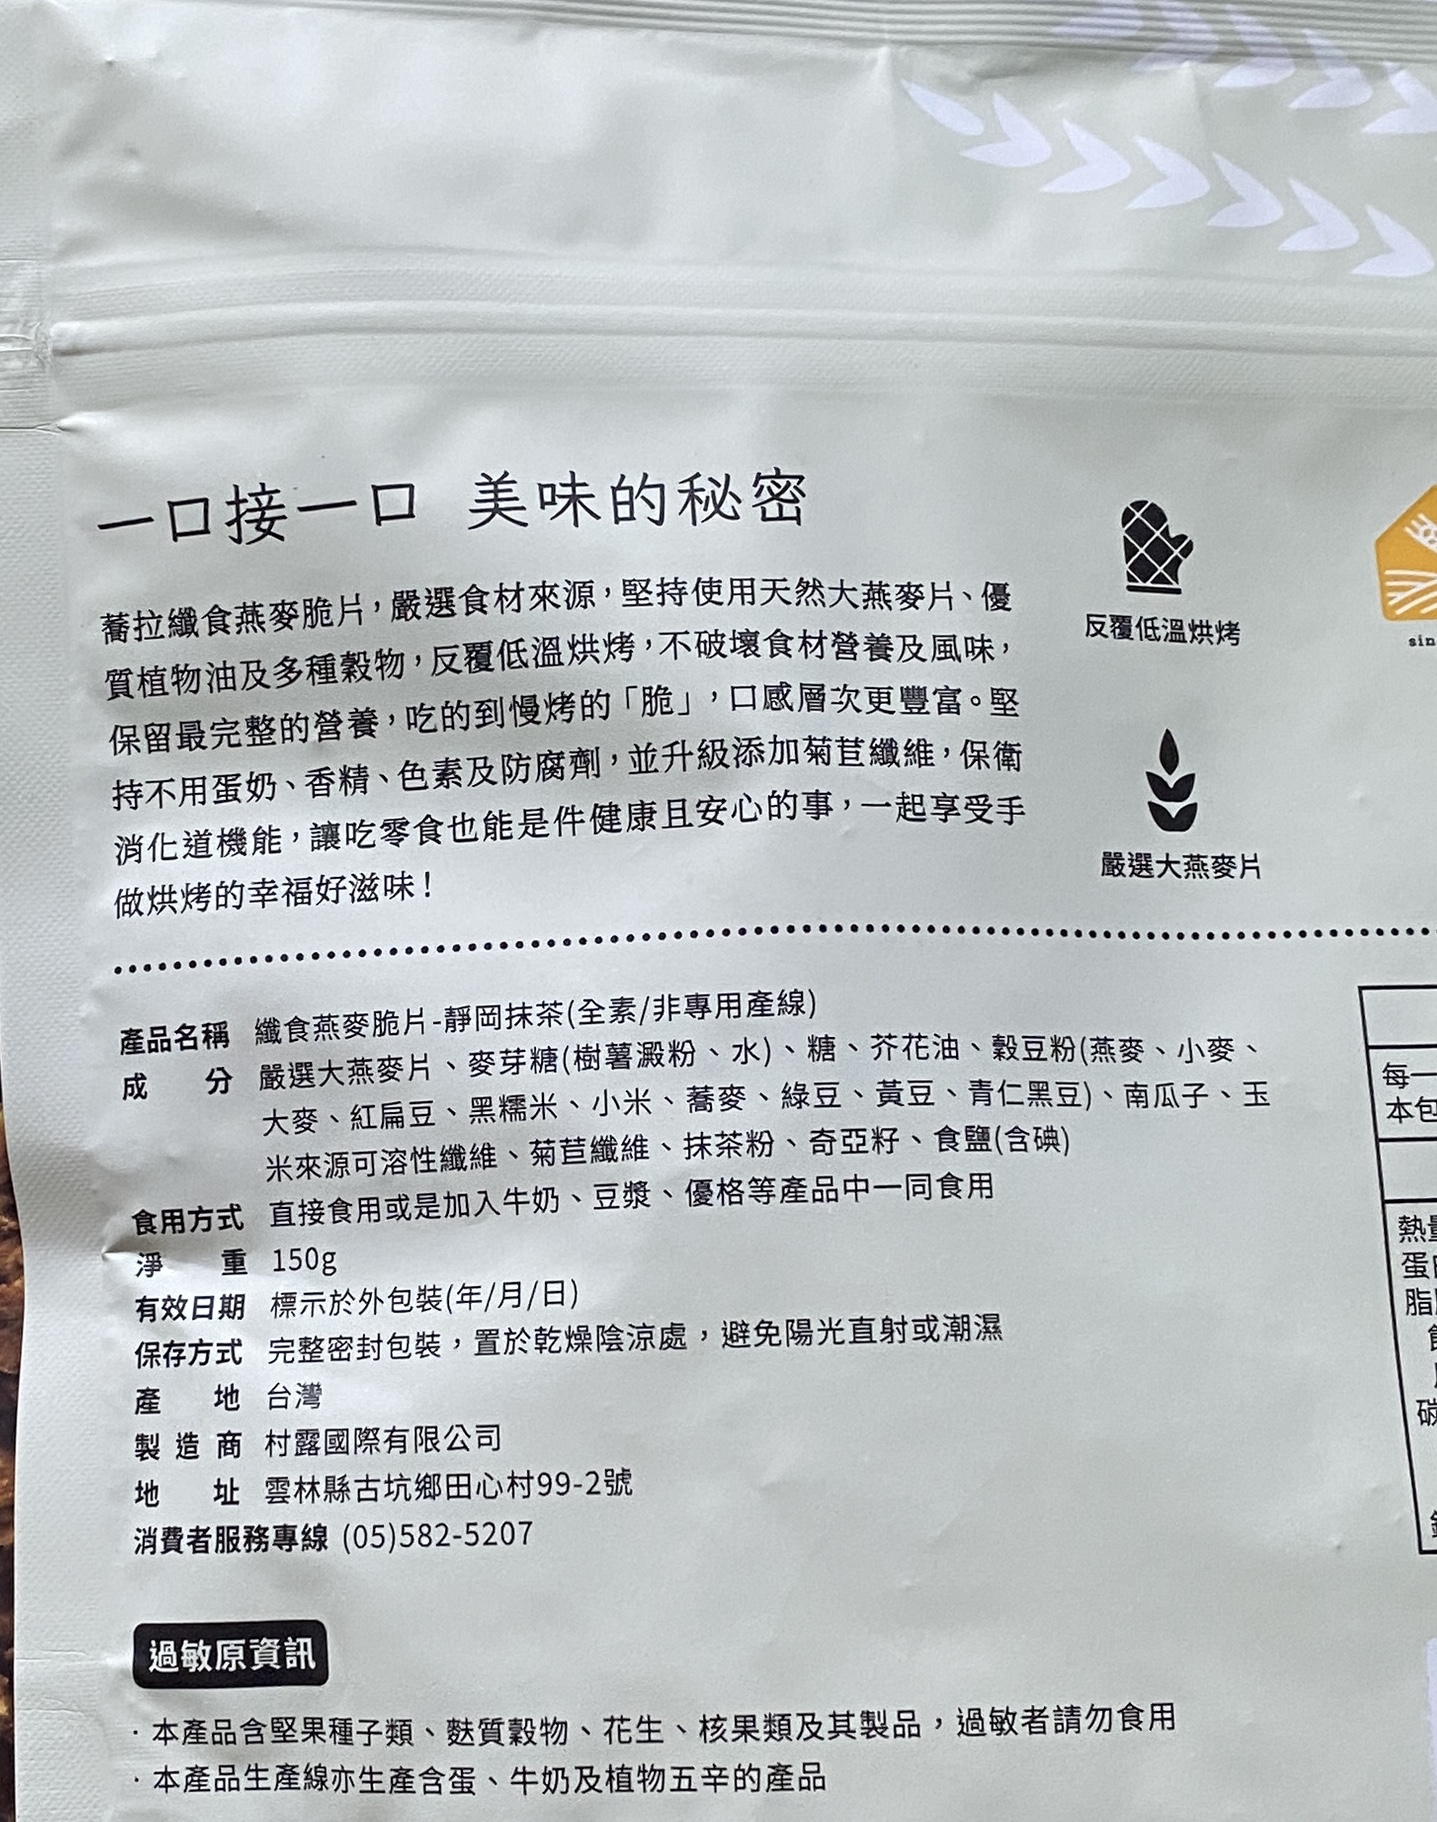 一口接一口 美味的秘密
蕎拉纖食燕麥脆片，嚴選食材來源，堅持使用天然大燕麥片、優
質植物油及多種穀物，反覆低溫烘烤，不破壞食材營養及風味，
保留最完整的營養，吃的到慢烤的「脆」，口感層次更豐富。堅
持不用蛋奶、香精、色素及防腐劑，並升級添加菊苣纖維，保衛
消化道機能，讓吃零食也能是件健康且安心的事，一起享受手
做烘烤的幸福好滋味！
反覆低溫烘烤
嚴選大燕麥片
sin
產品名稱 纖食燕麥脆片-靜岡抹茶(全素/非專用產線)
成分 嚴選大燕麥片、麥芽糖(樹薯澱粉、水)、糖、芥花油、穀豆粉(燕麥、小麥、
大麥、紅扁豆、黑糯米、小米、蕎麥、綠豆、黃豆、青仁黑豆)、南瓜子、玉
米來源可溶性纖維、菊苣纖維、抹茶粉、奇亞籽、食鹽(含碘)
食用方式 直接食用或是加入牛奶、豆漿、優格等產品中一同食用
淨重 150g
有效日期 標示於外包裝(年/月/日)
保存方式 完整密封包裝，置於乾燥陰涼處，避免陽光直射或潮濕
產地 台灣
製造商 村露國際有限公司
地址 雲林縣古坑鄉田心村99-2號
消費者服務專線 (05)582-5207
每一
本包
熱量
蛋白
脂
碳
過敏原資訊
· 本產品含堅果種子類、麩質穀物、花生、核果類及其製品，過敏者請勿食用
· 本產品生產線亦生產含蛋、牛奶及植物五辛的產品